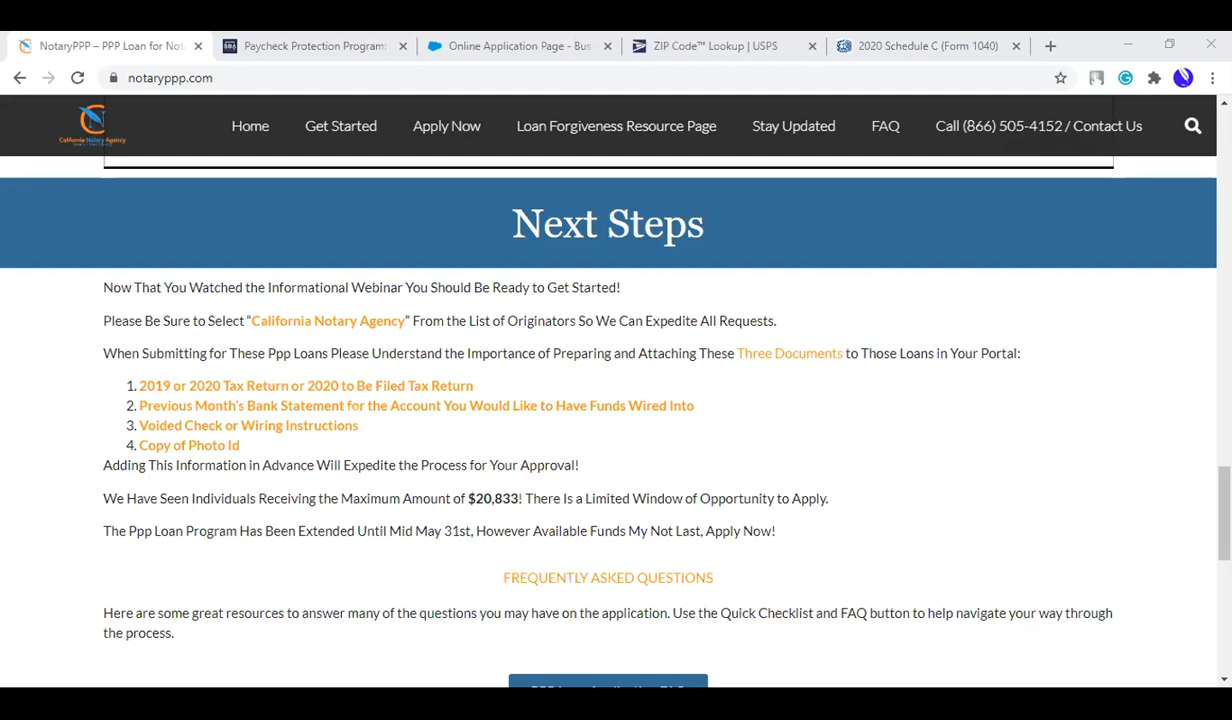 NotaryPPP – PPP Loan for Not
Paycheck Protection Program:
Online Application Page - Bus
ZIP Code™ Lookup | USPS
2020 Schedule C (Form 1040)
notaryppp.com
California Notary Agency
Home
Get Started
Apply Now
Loan Forgiveness Resource Page
Stay Updated
FAQ
Call (866) 505-4152 / Contact Us
Next Steps
Now That You Watched the Informational Webinar You Should Be Ready to Get Started!
Please Be Sure to Select “California Notary Agency” From the List of Originators So We Can Expedite All Requests.
When Submitting for These Ppp Loans Please Understand the Importance of Preparing and Attaching These Three Documents to Those Loans in Your Portal:
1. 2019 or 2020 Tax Return or 2020 to Be Filed Tax Return
2. Previous Month's Bank Statement for the Account You Would Like to Have Funds Wired Into
3. Voided Check or Wiring Instructions
4. Copy of Photo Id
Adding This Information in Advance Will Expedite the Process for Your Approval!
We Have Seen Individuals Receiving the Maximum Amount of $20,833! There Is a Limited Window of Opportunity to Apply.
The Ppp Loan Program Has Been Extended Until Mid May 31st, However Available Funds My Not Last, Apply Now!
FREQUENTLY ASKED QUESTIONS
Here are some great resources to answer many of the questions you may have on the application. Use the Quick Checklist and FAQ button to help navigate your way through
the process.